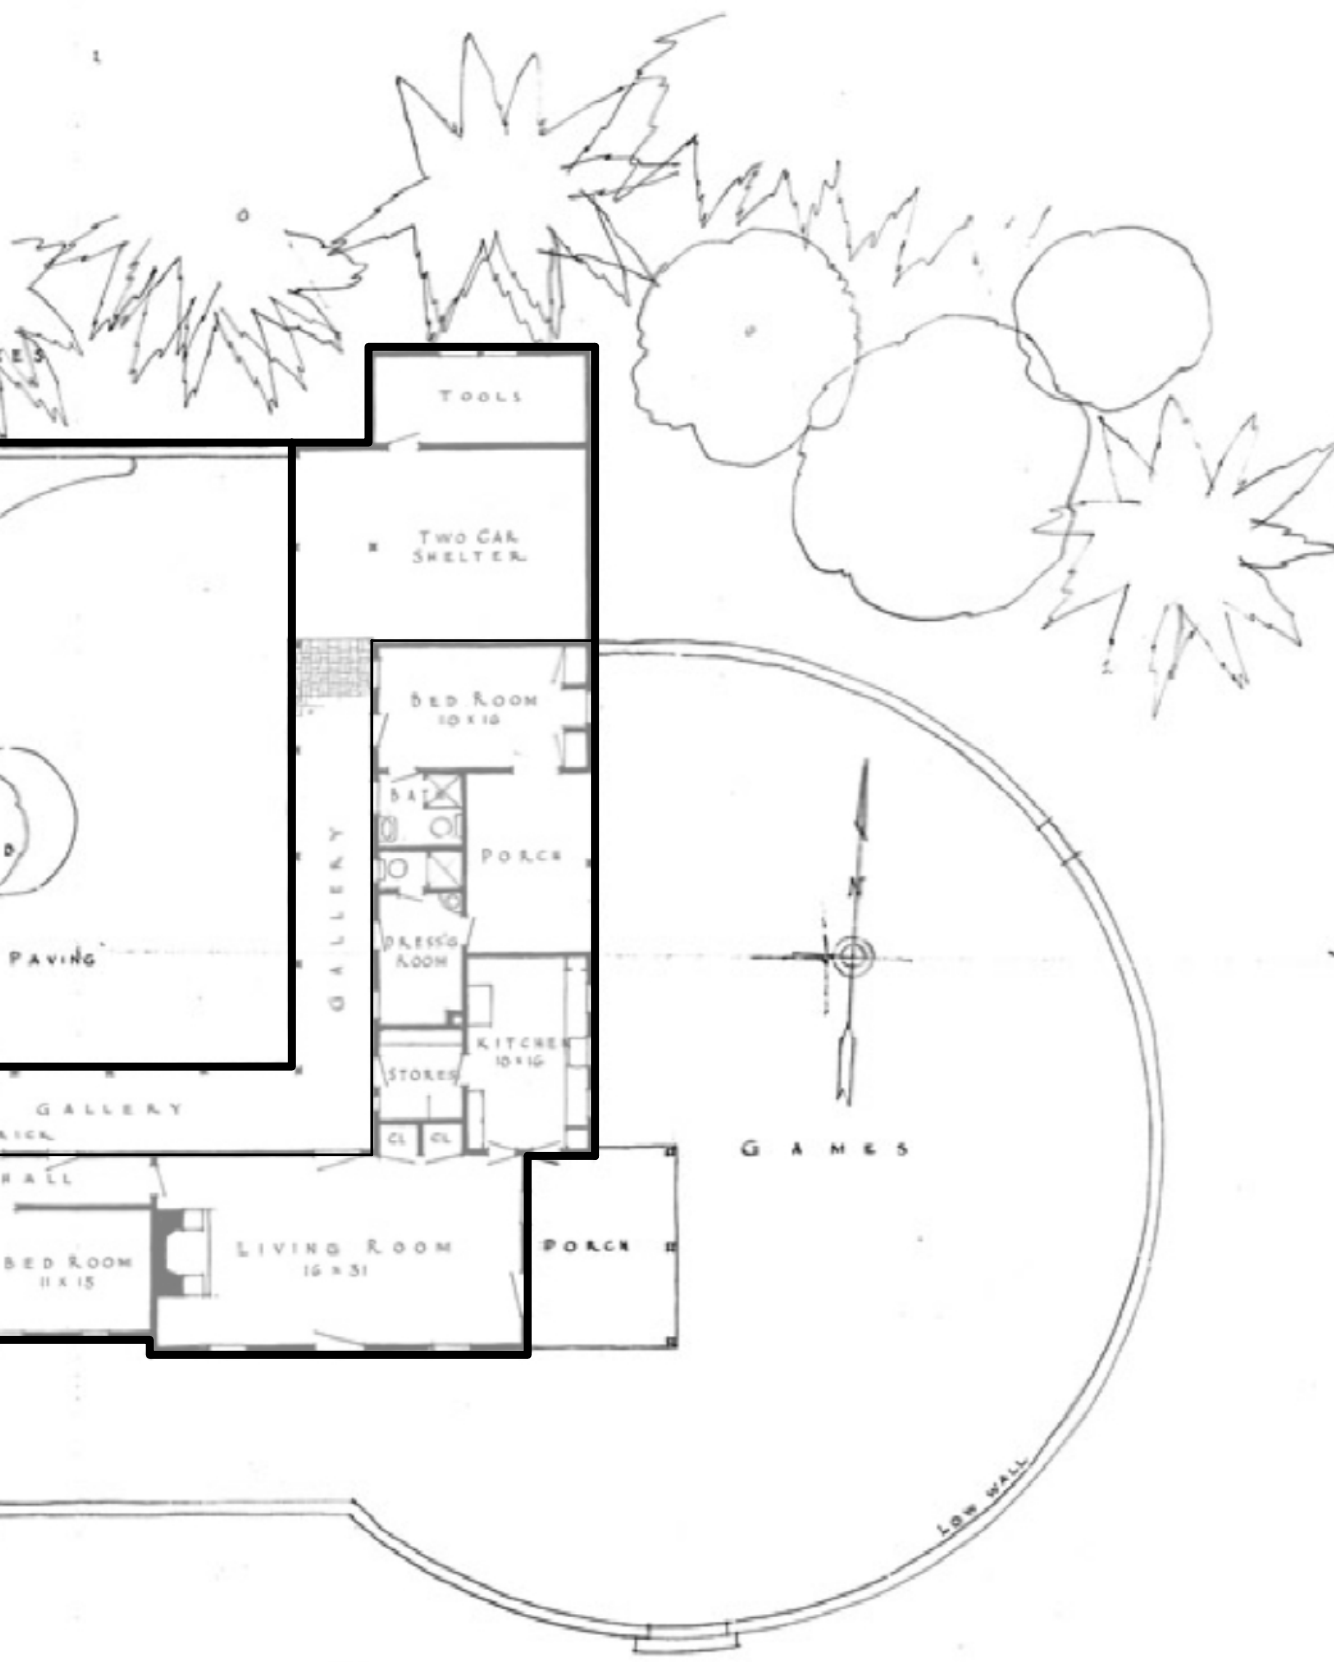 TOOLS
TWO CAR
SHELTER
BED ROOM
10 X 16
BATH
PORCH
GALLERY
DRESS'G
ROOM
PAVING
N
KITCHEN
10 X 16
STORES
GALLERY
CL
CL
GAMES
HALL
LIVING ROOM
16 X 31
PORCH
BED ROOM
11 X 15
LOW WALL